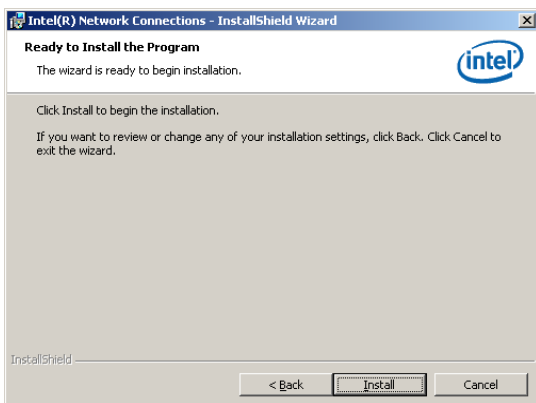 Intel(R) Network Connections - InstallShield Wizard
Ready to Install the Program
The wizard is ready to begin installation.
intel
Click Install to begin the installation.
If you want to review or change any of your installation settings, click Back. Click Cancel to
exit the wizard.
InstallShield
< Back
Install
Cancel